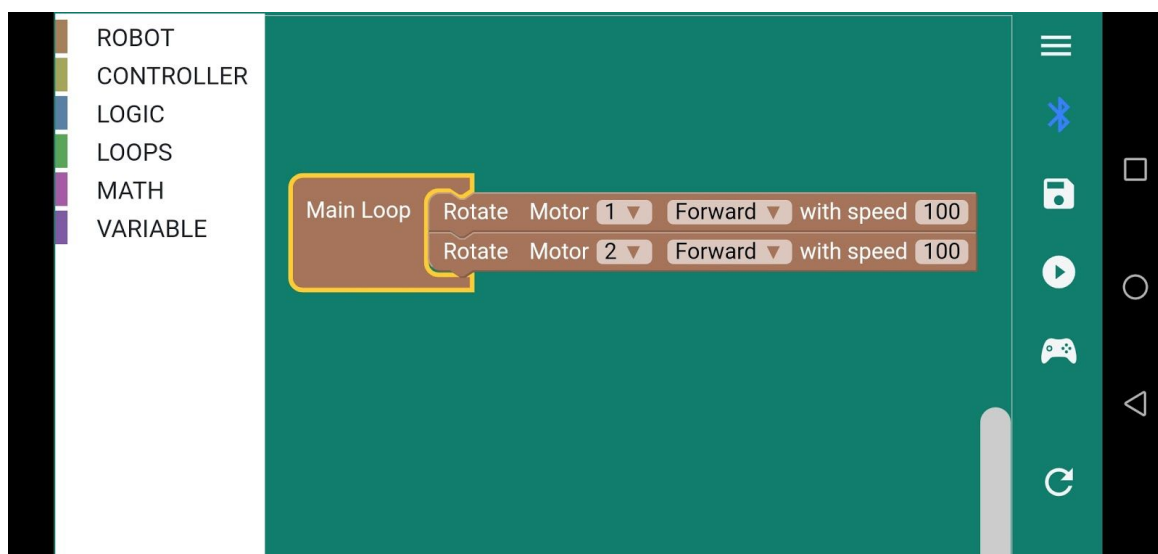 ROBOT
CONTROLLER
LOGIC
LOOPS
MATH
VARIABLE
Main Loop
Rotate Motor 1 Forward with speed 100
Rotate Motor 2 Forward with speed 100